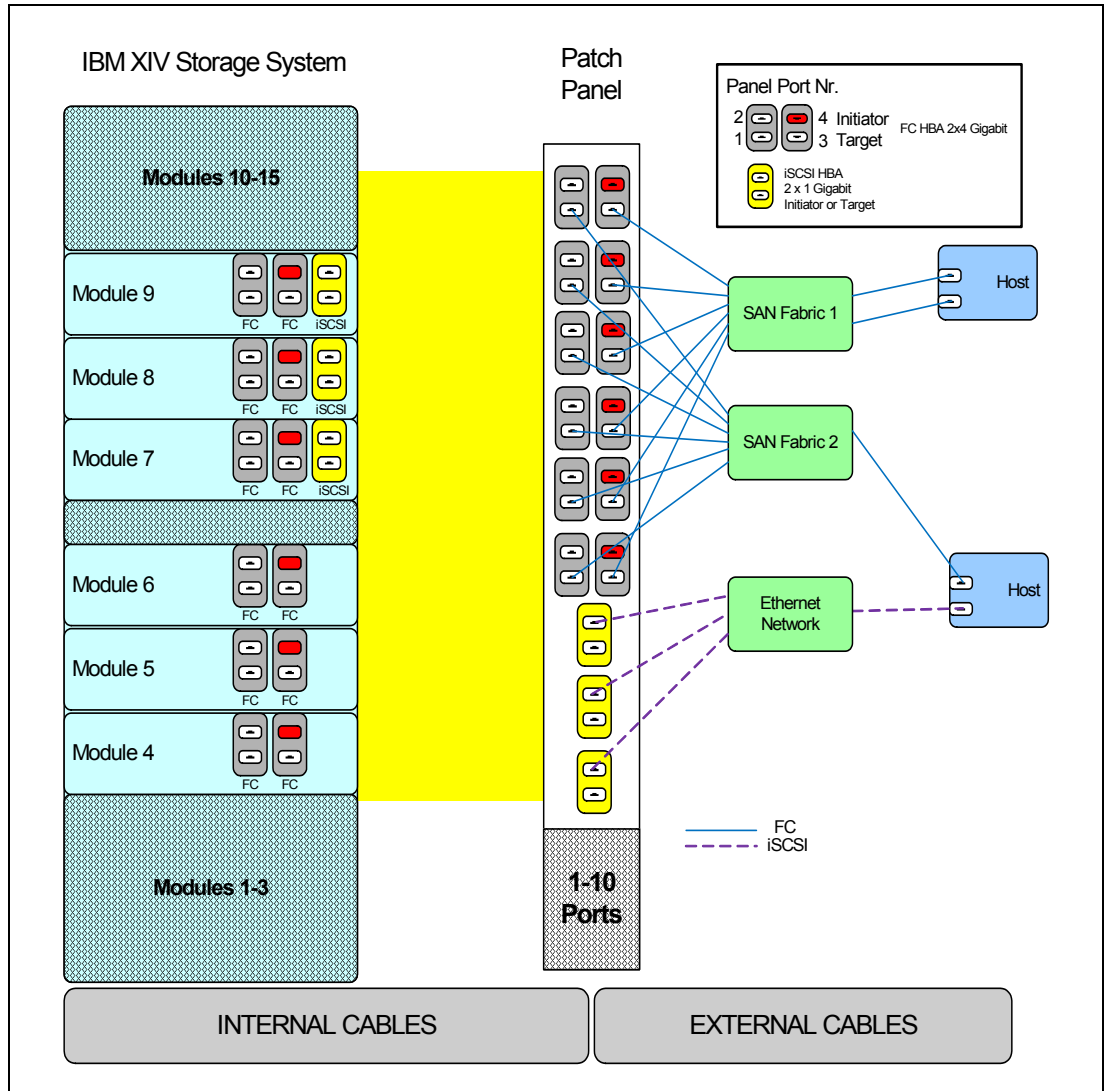 IBM XIV Storage System
Patch
Panel
Panel Port Nr.
2
4 Initiator
FC HBA 2x4 Gigabit
1
3 Target
iSCSI HBA
2 x 1 Gigabit
Initiator or Target
Modules 10-15
Module 9
FC FC iSCSI
Module 8
FC FC iSCSI
Module 7
FC FC iSCSI
Module 6
FC FC
Module 5
FC FC
Module 4
FC FC
Modules 1-3
SAN Fabric 1
Host
SAN Fabric 2
Ethernet
Network
Host
FC
iSCSI
1-10
Ports
INTERNAL CABLES
EXTERNAL CABLES